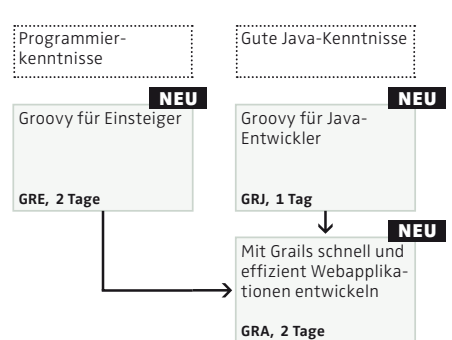 Programmier-
kenntnisse
Gute Java-Kenntnisse
NEU
Groovy für Einsteiger
GRE, 2 Tage
NEU
Groovy für Java-
Entwickler
GRJ, 1 Tag
NEU
Mit Grails schnell und
effizient Webapplika-
tionen entwickeln
GRA, 2 Tage